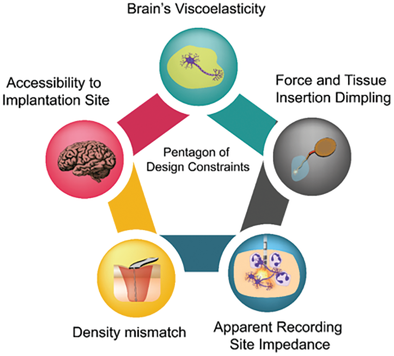 Brain's Viscoelasticity
Accessibility to
Implantation Site
Force and Tissue
Insertion Dimpling
Pentagon of
Design Constraints
Density mismatch
Apparent Recording
Site Impedance